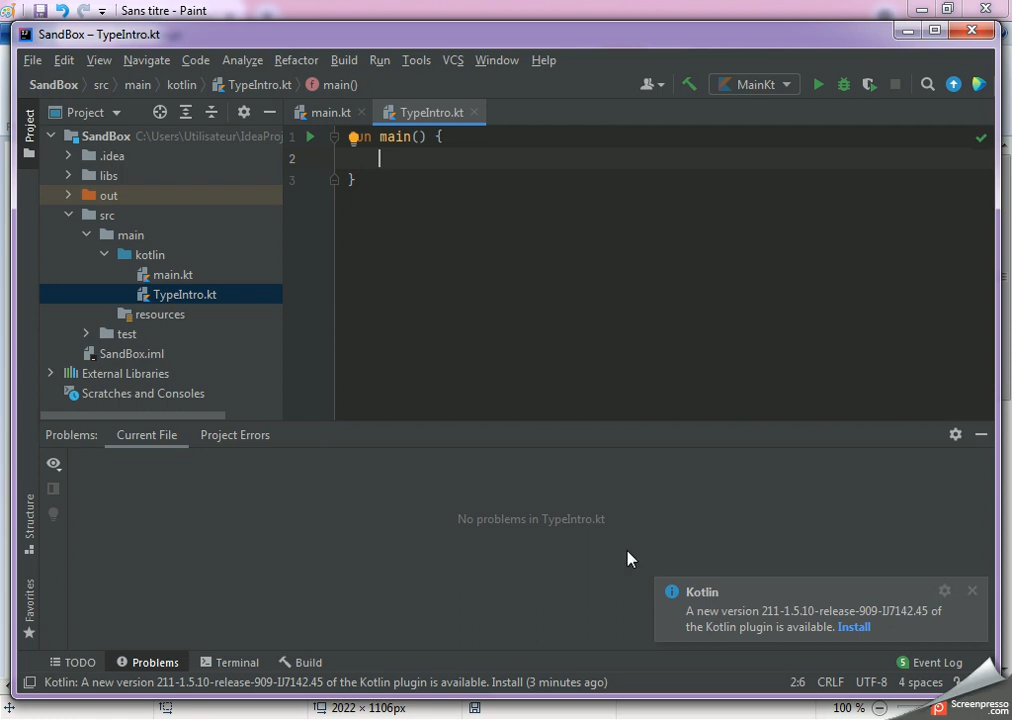 Sans titre - Paint
SandBox – TypeIntro.kt
File Edit View Navigate Code Analyze Refactor Build Run Tools VCS Window Help
SandBox src main kotlin TypeIntro.kt main() MainKt
Project main.kt TypeIntro.kt
Project
SandBox C:\Users\Utilisateur\IdeaProj
.idea
libs
out
src
main
kotlin
main.kt
TypeIntro.kt
resources
test
SandBox.iml
External Libraries
Scratches and Consoles
1 un main() {
2
3 }
Problems: Current File Project Errors
No problems in TypeIntro.kt
Structure
Favorites
Kotlin
A new version 211-1.5.10-release-909-IJ7142.45 of
the Kotlin plugin is available. Install
TODO Problems Terminal Build 5 Event Log
Kotlin: A new version 211-1.5.10-release-909-IJ7142.45 of the Kotlin plugin is available. Install (3 minutes ago) 2:6 CRLF UTF-8 4 spaces
2022 × 1106px 100 %
Screenpresso
.com